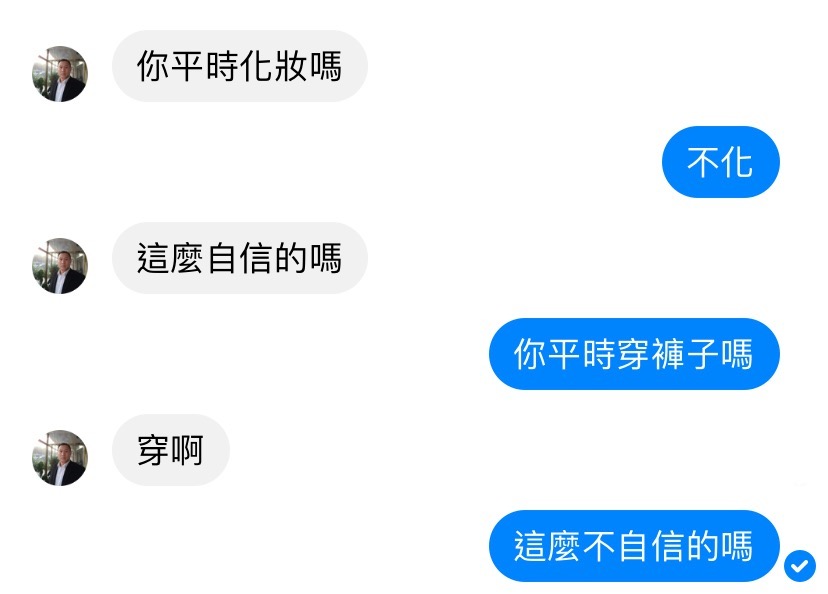 你平時化妝嗎
不化
這麼自信的嗎
你平時穿褲子嗎
穿啊
這麼不自信的嗎